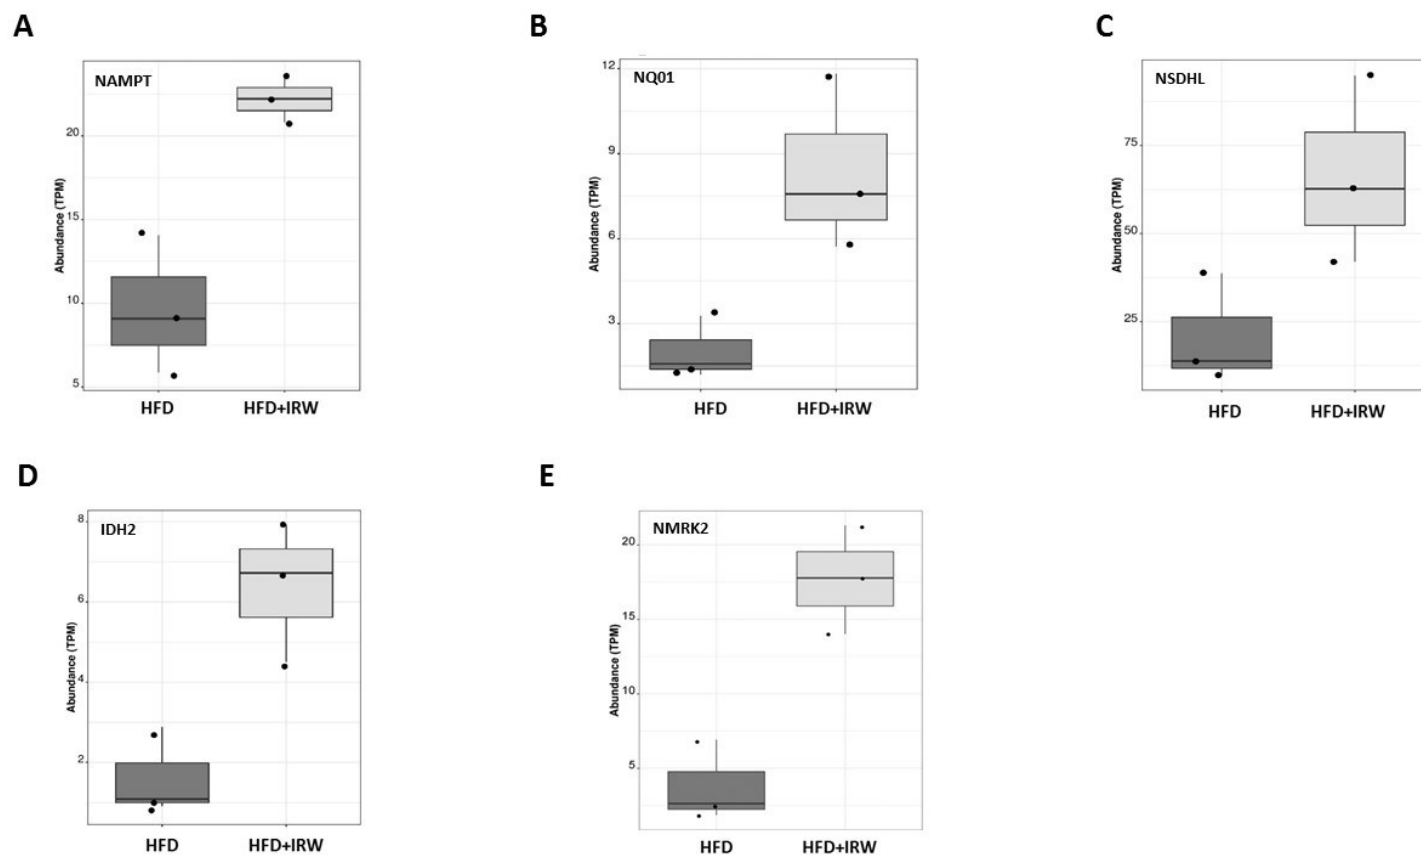 A
NAMPT
Abundance (TPM)
20
15
10
5
HFD HFD+IRW
B
NQ01
Abundance (TPM)
12
9
6
3
HFD HFD+IRW
C
NSDHL
Abundance (TPM)
75
50
25
HFD HFD+IRW
D
IDH2
Abundance (TPM)
8
6
4
2
HFD HFD+IRW
E
NMRK2
Abundance (TPM)
20
15
10
5
HFD HFD+IRW